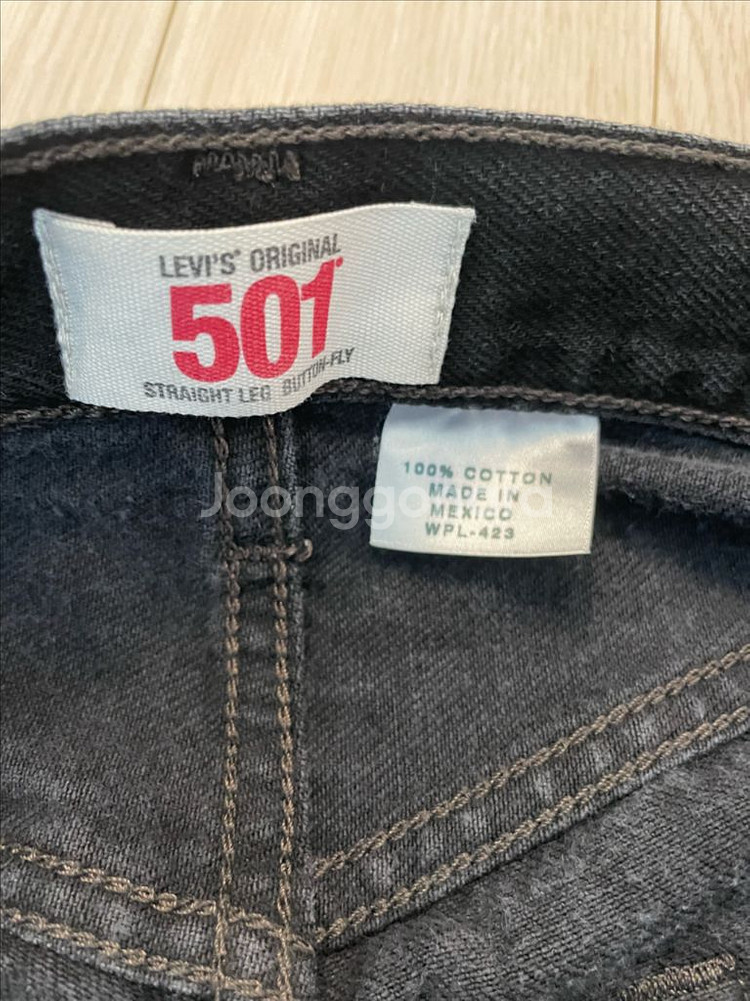 LEVI'S® ORIGINAL
501®
STRAIGHT LEG BUTTON-FLY
100% COTTON
MADE IN
MEXICO
WPL-423